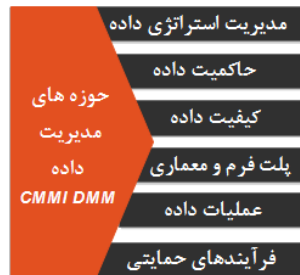 مدیریت استراتژی داده
حاکمیت داده
کیفیت داده
پلت فرم و معماری
عملیات داده
فرآیندهای حمایتی
حوزه های
مدیریت
داده
CMMI DMM